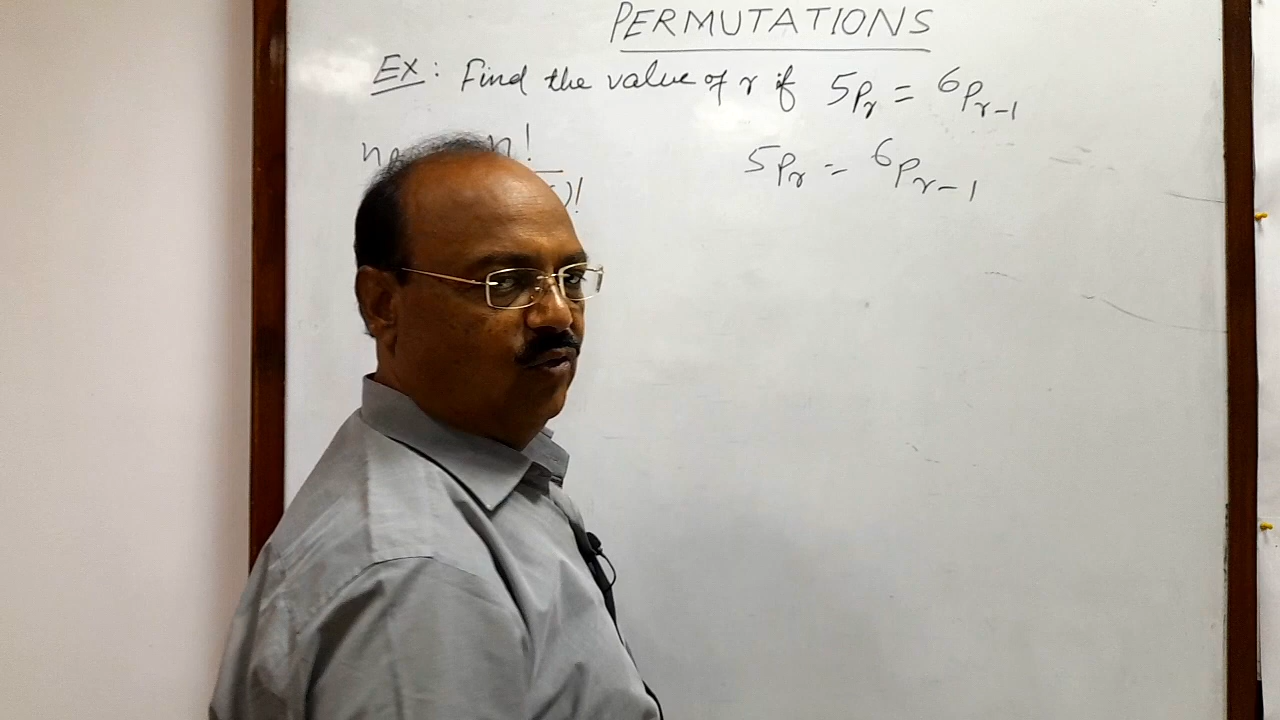 PERMUTATIONS
Ex: Find the value of r if 5Pr = 6Pr-1
n n!
)!
5Pr = 6Pr-1